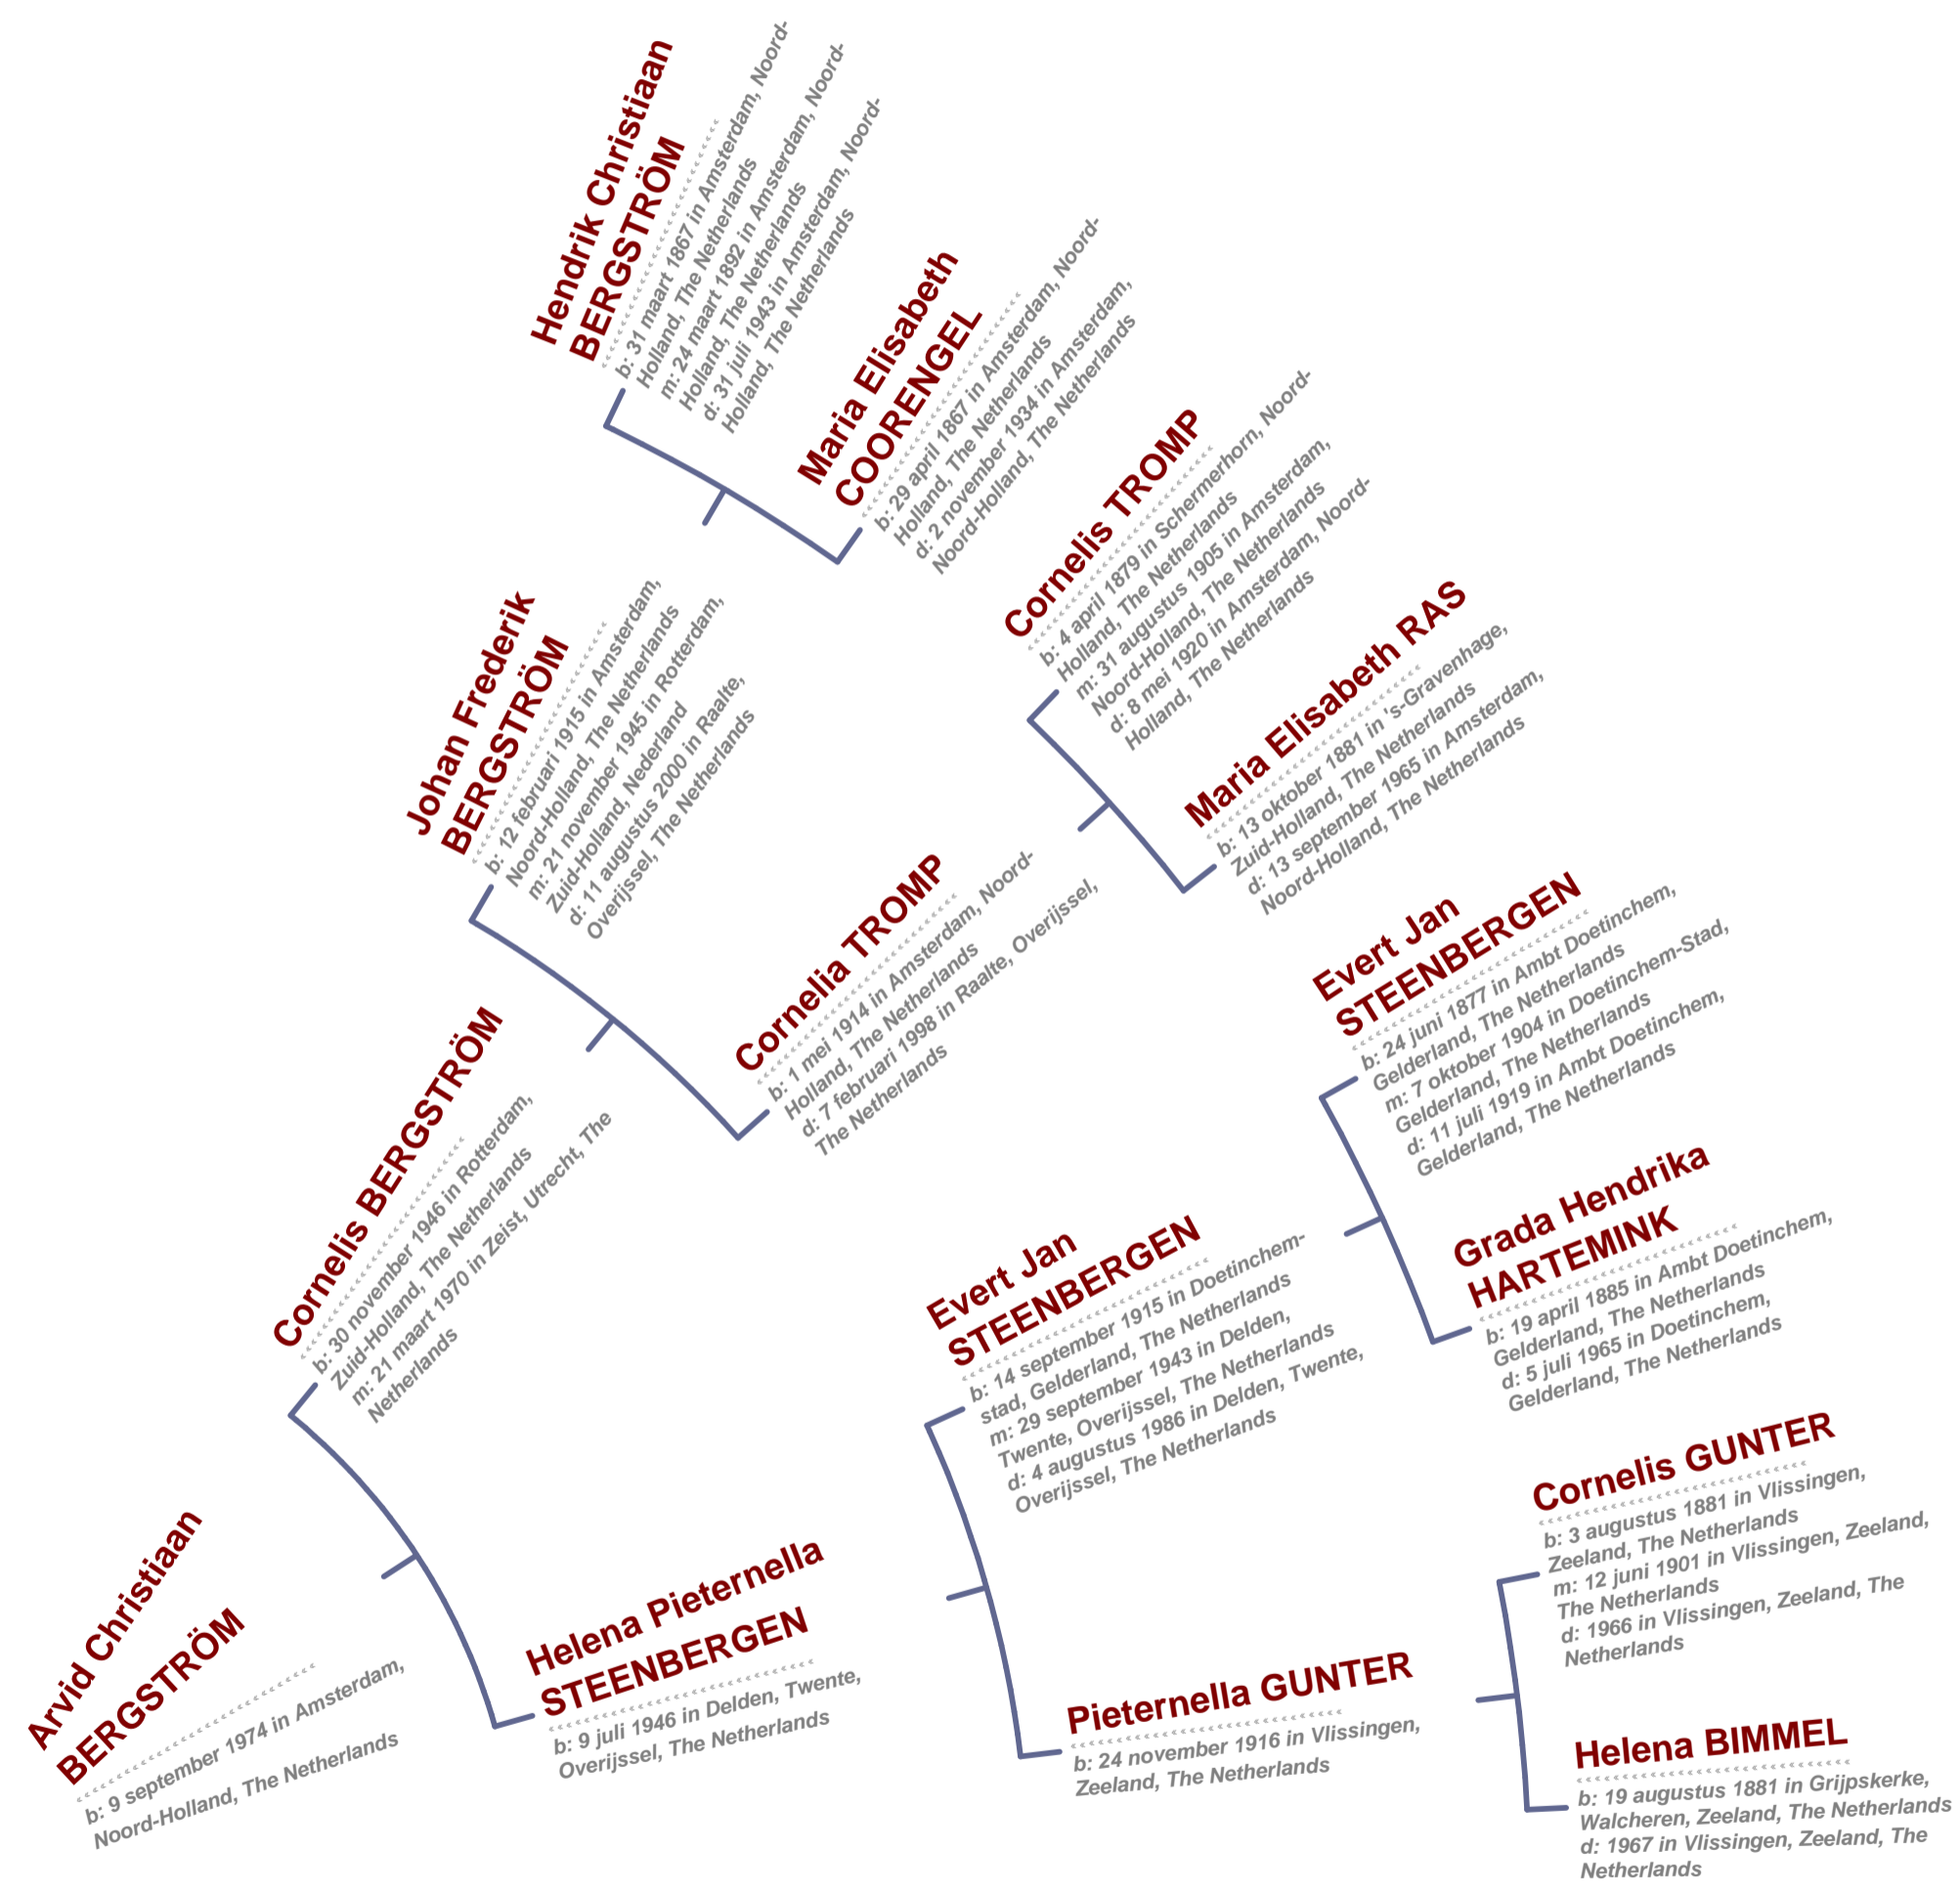 Hendrik Christiaan
BERGSTRÖM
b: 31 maart 1867 in Amsterdam, Noord-
Holland, The Netherlands
m: 24 maart 1892 in Amsterdam, Noord-
Holland, The Netherlands
d: 31 juli 1943 in Amsterdam, Noord-
Holland, The Netherlands
Maria Elisabeth
COORENGEL
b: 29 april 1867 in Amsterdam, Noord-
Holland, The Netherlands
d: 2 november 1934 in Amsterdam,
Noord-Holland, The Netherlands
Cornelis TROMP
b: 4 april 1879 in Schermerhorn, Noord-
Holland, The Netherlands
m: 31 augustus 1905 in Amsterdam,
Noord-Holland, The Netherlands
d: 8 mei 1920 in Amsterdam, Noord-
Holland, The Netherlands
Maria Elisabeth RAS
b: 13 oktober 1881 in 's-Gravenhage,
Zuid-Holland, The Netherlands
d: 13 september 1965 in Amsterdam,
Noord-Holland, The Netherlands
Johan Frederik
BERGSTRÖM
b: 12 februari 1915 in Amsterdam,
Noord-Holland, The Netherlands
m: 21 november 1945 in Rotterdam,
Zuid-Holland, Nederland
d: 11 augustus 2000 in Raalte,
Overijssel, The Netherlands
Cornelia TROMP
b: 1 mei 1914 in Amsterdam, Noord-
Holland, The Netherlands
d: 7 februari 1998 in Raalte, Overijssel,
The Netherlands
Evert Jan
STEENBERGEN
b: 24 juni 1877 in Ambt Doetinchem,
Gelderland, The Netherlands
m: 7 oktober 1904 in Doetinchem-Stad,
Gelderland, The Netherlands
d: 11 juli 1919 in Ambt Doetinchem,
Gelderland, The Netherlands
Grada Hendrika
HARTEMINK
b: 19 april 1885 in Ambt Doetinchem,
Gelderland, The Netherlands
d: 5 juli 1965 in Doetinchem,
Gelderland, The Netherlands
Cornelis BERGSTRÖM
b: 30 november 1946 in Rotterdam,
Zuid-Holland, The Netherlands
m: 21 maart 1970 in Zeist, Utrecht, The
Netherlands
Evert Jan
STEENBERGEN
b: 14 september 1915 in Doetinchem-
stad, Gelderland, The Netherlands
m: 29 september 1943 in Delden,
Twente, Overijssel, The Netherlands
d: 4 augustus 1986 in Delden, Twente,
Overijssel, The Netherlands
Cornelis GUNTER
b: 3 augustus 1881 in Vlissingen,
Zeeland, The Netherlands
m: 12 juni 1901 in Vlissingen, Zeeland,
The Netherlands
d: 1966 in Vlissingen, Zeeland, The
Netherlands
Arvid Christiaan
BERGSTRÖM
b: 9 september 1974 in Amsterdam,
Noord-Holland, The Netherlands
Helena Pieternella
STEENBERGEN
b: 9 juli 1946 in Delden, Twente,
Overijssel, The Netherlands
Pieternella GUNTER
b: 24 november 1916 in Vlissingen,
Zeeland, The Netherlands
Helena BIMMEL
b: 19 augustus 1881 in Grijpskerke,
Walcheren, Zeeland, The Netherlands
d: 1967 in Vlissingen, Zeeland, The
Netherlands